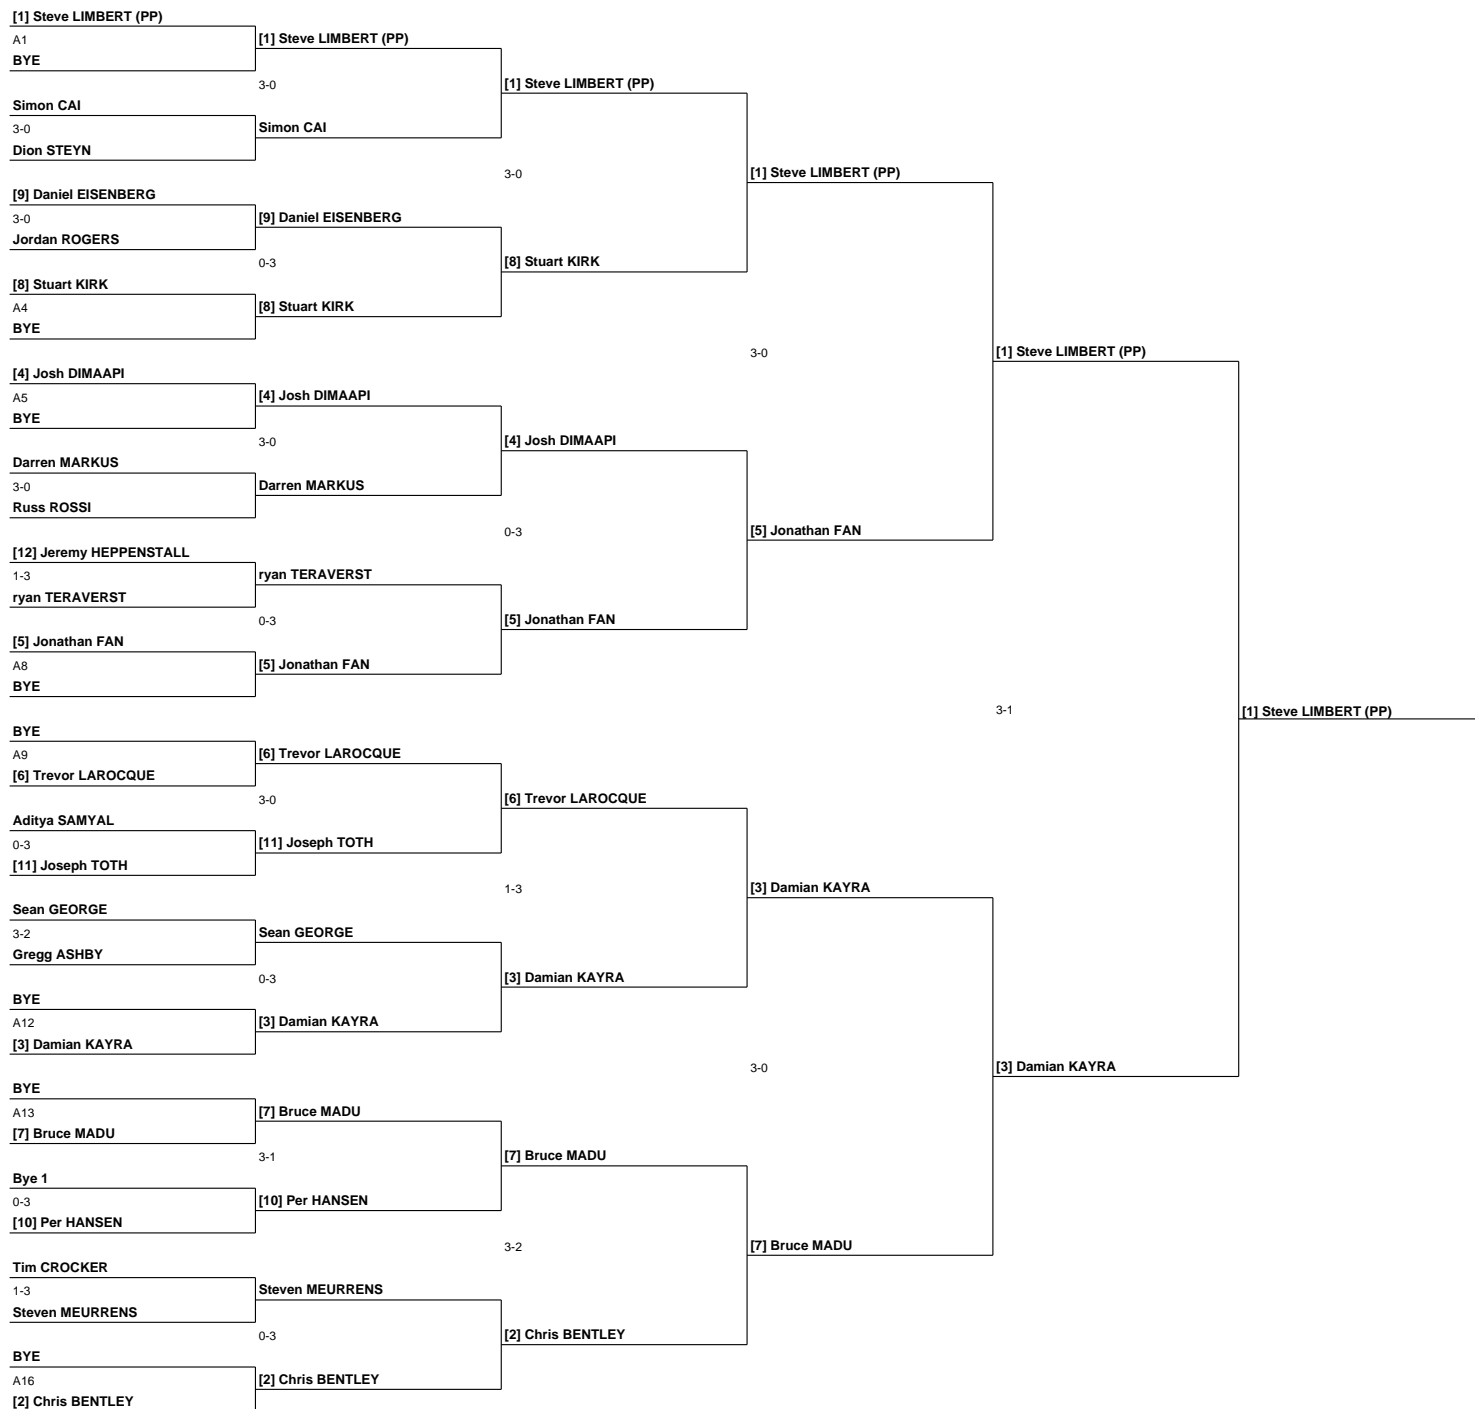 [1] Steve LIMBERT (PP)
A1
BYE
Simon CAI
3-0
Dion STEYN
[9] Daniel EISENBERG
3-0
Jordan ROGERS
[8] Stuart KIRK
A4
BYE
[4] Josh DIMAAPI
A5
BYE
Darren MARKUS
3-0
Russ ROSSI
[12] Jeremy HEPPENSTALL
1-3
ryan TERAVERST
[5] Jonathan FAN
A8
BYE
BYE
A9
[6] Trevor LAROCQUE
Aditya SAMYAL
0-3
[11] Joseph TOTH
Sean GEORGE
3-2
Gregg ASHBY
BYE
A12
[3] Damian KAYRA
BYE
A13
[7] Bruce MADU
Bye 1
0-3
[10] Per HANSEN
Tim CROCKER
1-3
Steven MEURRENS
BYE
A16
[2] Chris BENTLEY
[1] Steve LIMBERT (PP)
3-0
Simon CAI
[9] Daniel EISENBERG
0-3
[8] Stuart KIRK
[4] Josh DIMAAPI
3-0
Darren MARKUS
ryan TERAVERST
0-3
[5] Jonathan FAN
[6] Trevor LAROCQUE
3-0
[11] Joseph TOTH
Sean GEORGE
0-3
[3] Damian KAYRA
[7] Bruce MADU
3-1
[10] Per HANSEN
Steven MEURRENS
0-3
[2] Chris BENTLEY
[1] Steve LIMBERT (PP)
3-0
[8] Stuart KIRK
[4] Josh DIMAAPI
0-3
[5] Jonathan FAN
[6] Trevor LAROCQUE
1-3
[3] Damian KAYRA
[7] Bruce MADU
3-2
[2] Chris BENTLEY
[1] Steve LIMBERT (PP)
3-0
[5] Jonathan FAN
[3] Damian KAYRA
3-0
[7] Bruce MADU
[1] Steve LIMBERT (PP)
3-1
[3] Damian KAYRA
[1] Steve LIMBERT (PP)